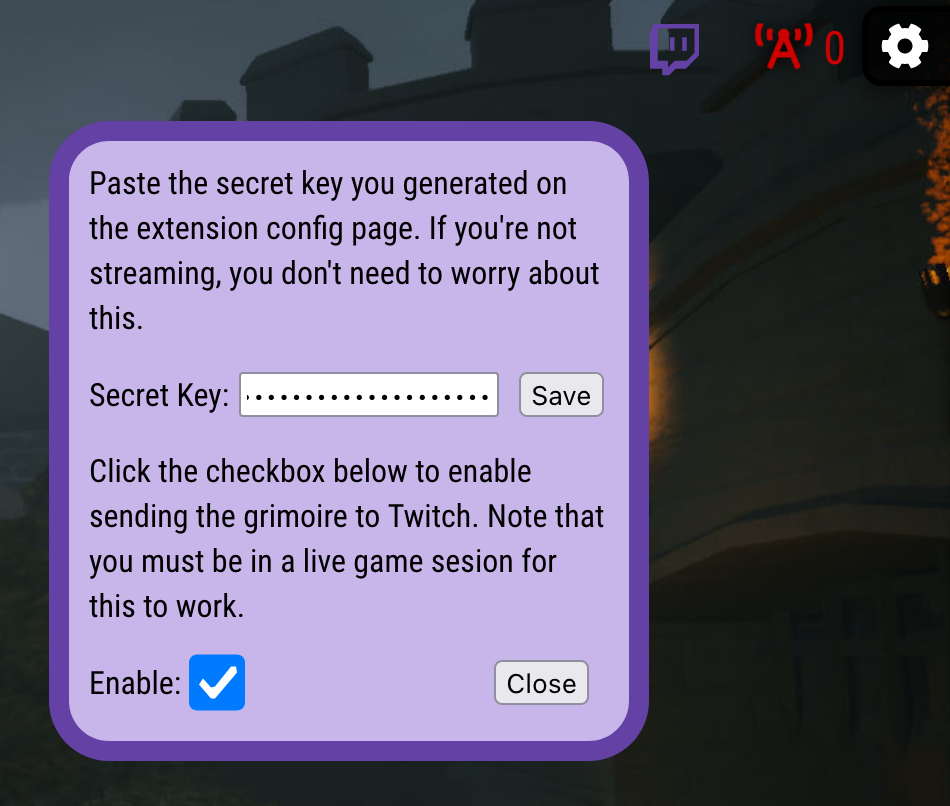 0
Paste the secret key you generated on
the extension config page. If you're not
streaming, you don't need to worry about
this.
Secret Key: Save
Click the checkbox below to enable
sending the grimoire to Twitch. Note that
you must be in a live game sesion for
this to work.
Enable: Close